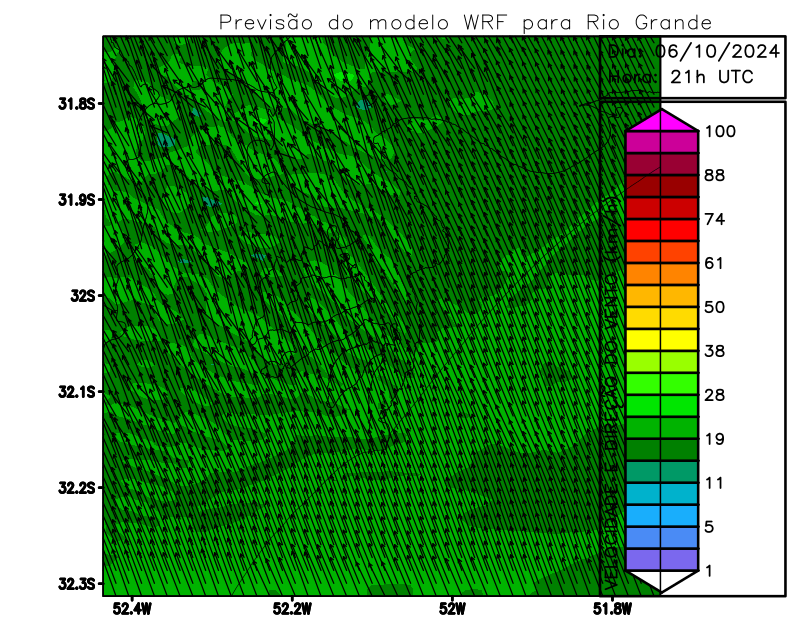 Previsão do modelo WRF para Rio Grande
Dia: 06/10/2024
Hora: 21h UTC
31.8S
31.9S
32S
32.1S
32.2S
32.3S
52.4W
52.2W
52W
51.8W
VELOCIDADE E DIREÇÃO DO VENTO (km/h)
100
88
74
61
50
38
28
19
11
5
1